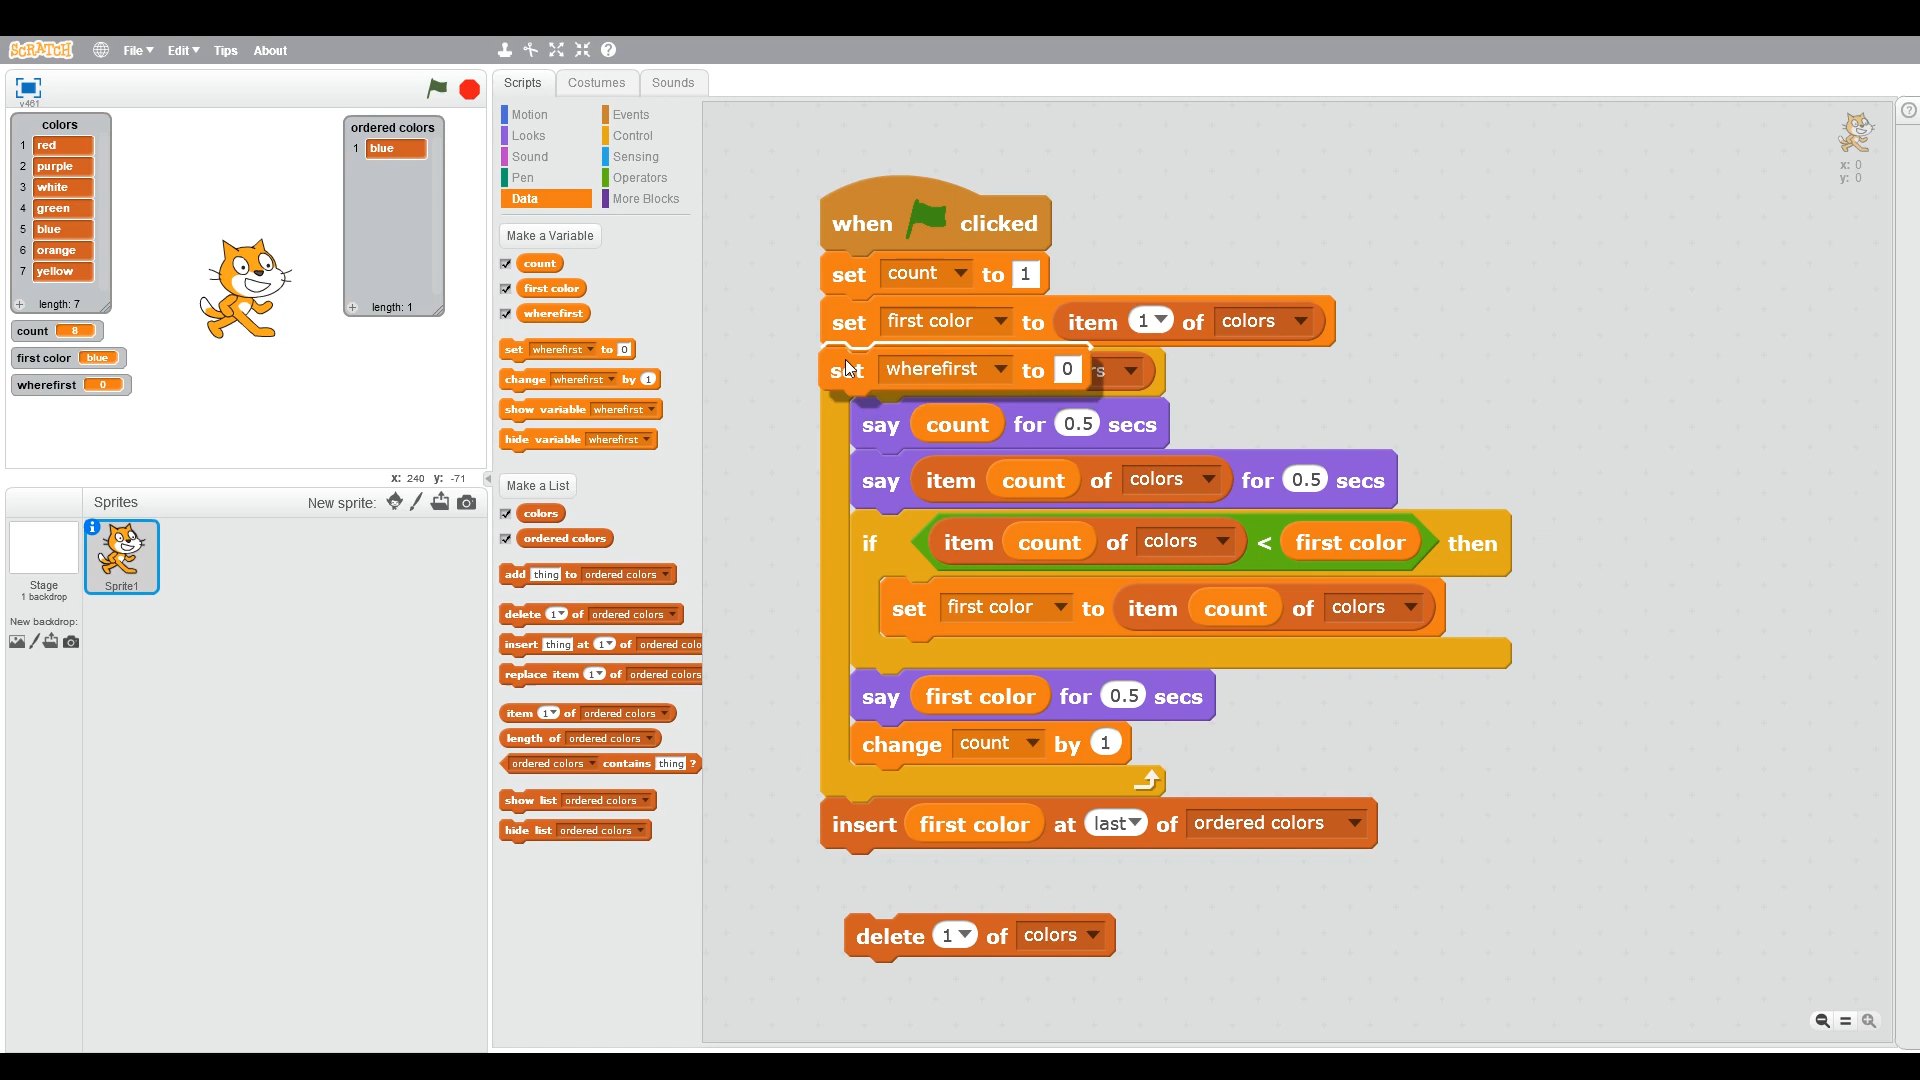 SCRATCH File Edit Tips About
v461
Scripts Costumes Sounds
colors
1 red
2 purple
3 white
4 green
5 blue
6 orange
7 yellow
length: 7
ordered colors
1 blue
length: 1
count 8
first color blue
wherefirst 0
x: 240 y: -71
Sprites New sprite:
Stage
1 backdrop
New backdrop:
Sprite1
Motion Events
Looks Control
Sound Sensing
Pen Operators
Data More Blocks
Make a Variable
count
first color
wherefirst
set wherefirst to 0
change wherefirst by 1
show variable wherefirst
hide variable wherefirst
Make a List
colors
ordered colors
add thing to ordered colors
delete 1 of ordered colors
insert thing at 1 of ordered colo
replace item 1 of ordered colors
item 1 of ordered colors
length of ordered colors
ordered colors contains thing ?
show list ordered colors
hide list ordered colors
when clicked
set count to 1
set first color to item 1 of colors
set wherefirst to 0 rs
say count for 0.5 secs
say item count of colors for 0.5 secs
if item count of colors < first color then
set first color to item count of colors
say first color for 0.5 secs
change count by 1
insert first color at last of ordered colors
delete 1 of colors
x: 0
y: 0